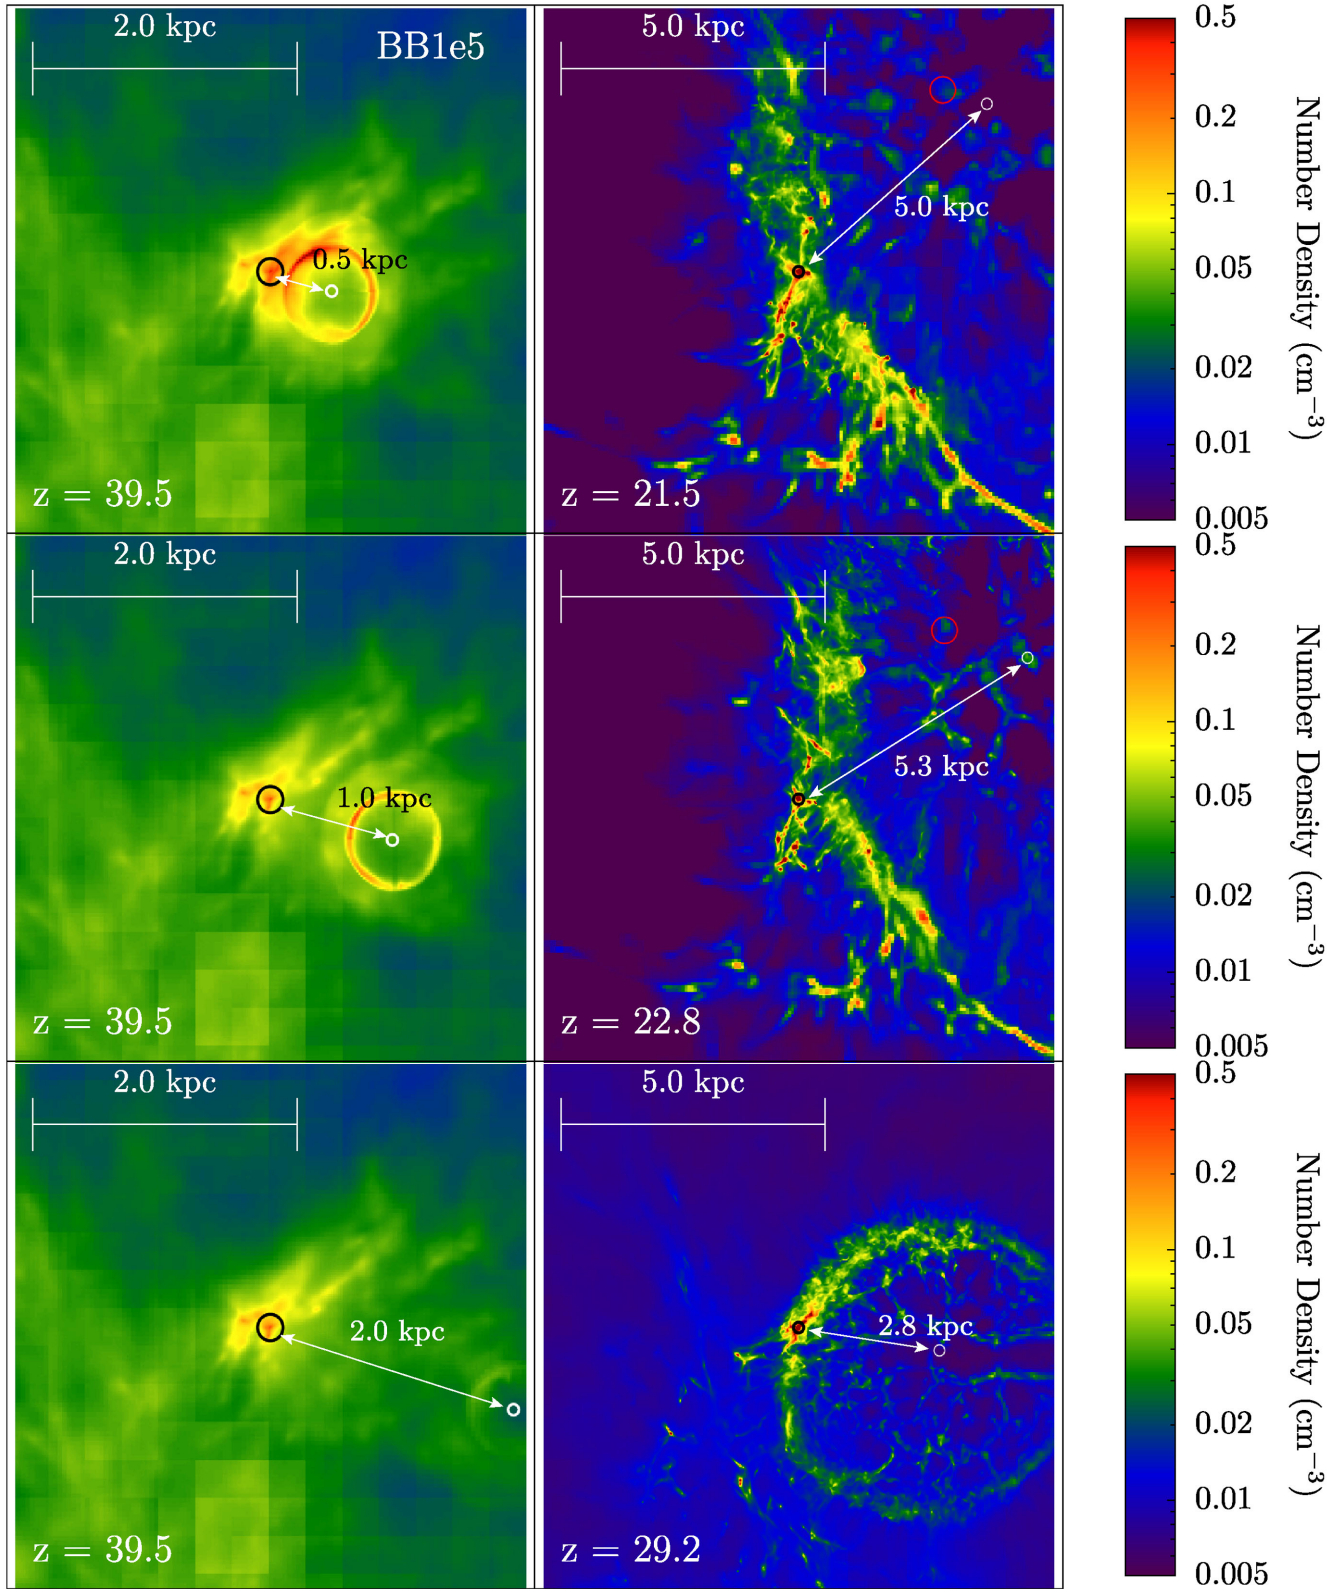 2.0 kpc
BB1e5
0.5 kpc
z = 39.5
5.0 kpc
5.0 kpc
z = 21.5
0.5
0.2
0.1
0.05
0.02
0.01
0.005
Number Density (cm⁻³)
2.0 kpc
1.0 kpc
z = 39.5
5.0 kpc
5.3 kpc
z = 22.8
0.5
0.2
0.1
0.05
0.02
0.01
0.005
Number Density (cm⁻³)
2.0 kpc
2.0 kpc
z = 39.5
5.0 kpc
2.8 kpc
z = 29.2
0.5
0.2
0.1
0.05
0.02
0.01
0.005
Number Density (cm⁻³)